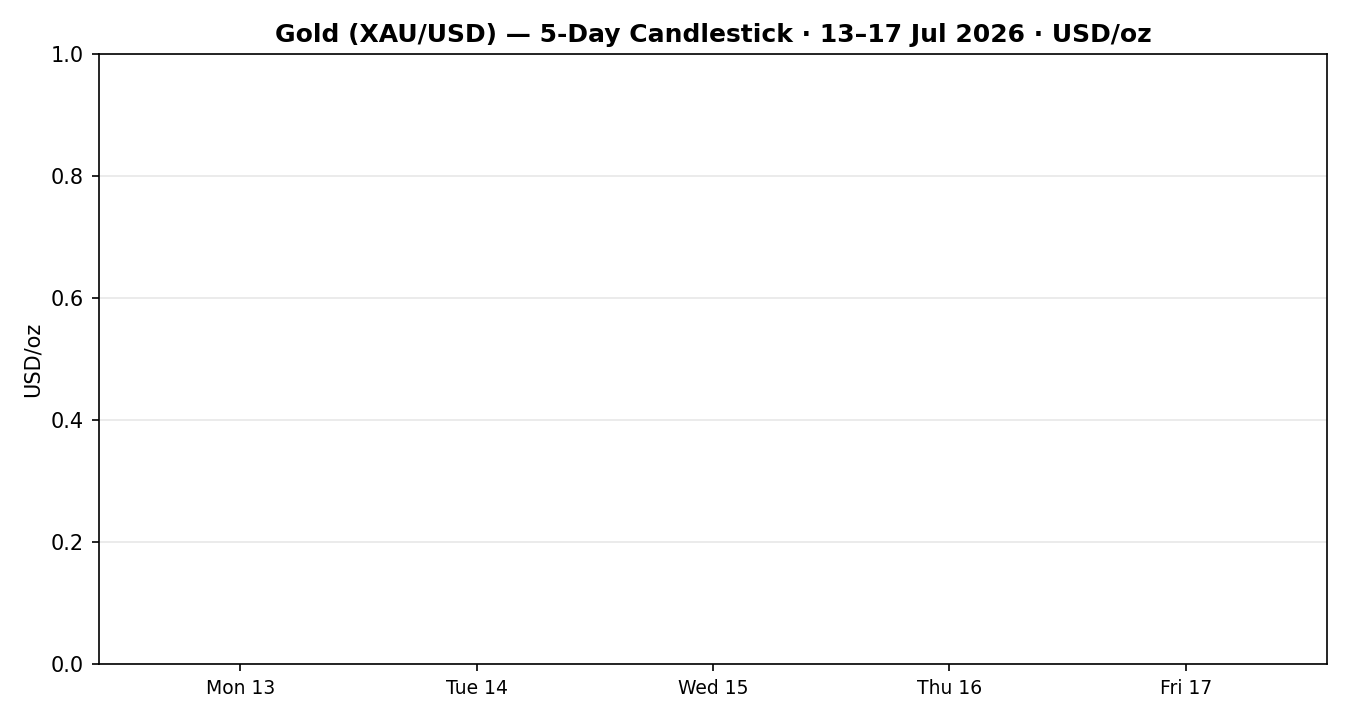 Gold (XAU/USD) — 5-Day Candlestick · 13–17 Jul 2026 · USD/oz
1.0
0.8
0.6
0.4
0.2
0.0
USD/oz
Mon 13
Tue 14
Wed 15
Thu 16
Fri 17